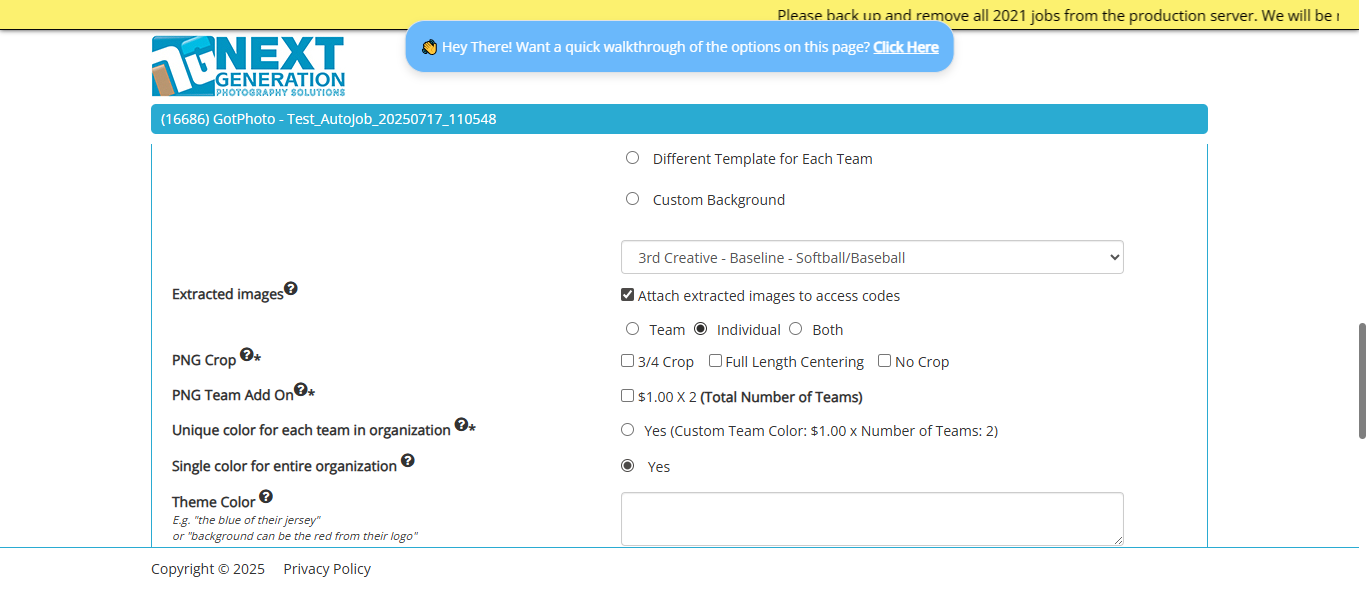 Please back up and remove all 2021 jobs from the production server. We will be
👋 Hey There! Want a quick walkthrough of the options on this page? Click Here
NEXT
GENERATION
PHOTOGRAPHY SOLUTIONS
(16686) GotPhoto - Test_AutoJob_20250717_110548
Different Template for Each Team
Custom Background
3rd Creative - Baseline - Softball/Baseball
Extracted images? Attach extracted images to access codes
Team Individual Both
PNG Crop ?* 3/4 Crop Full Length Centering No Crop
PNG Team Add On?* $1.00 X 2 (Total Number of Teams)
Unique color for each team in organization ?* Yes (Custom Team Color: $1.00 x Number of Teams: 2)
Single color for entire organization ? Yes
Theme Color ?
E.g. "the blue of their jersey"
or "background can be the red from their logo"
Copyright © 2025 Privacy Policy